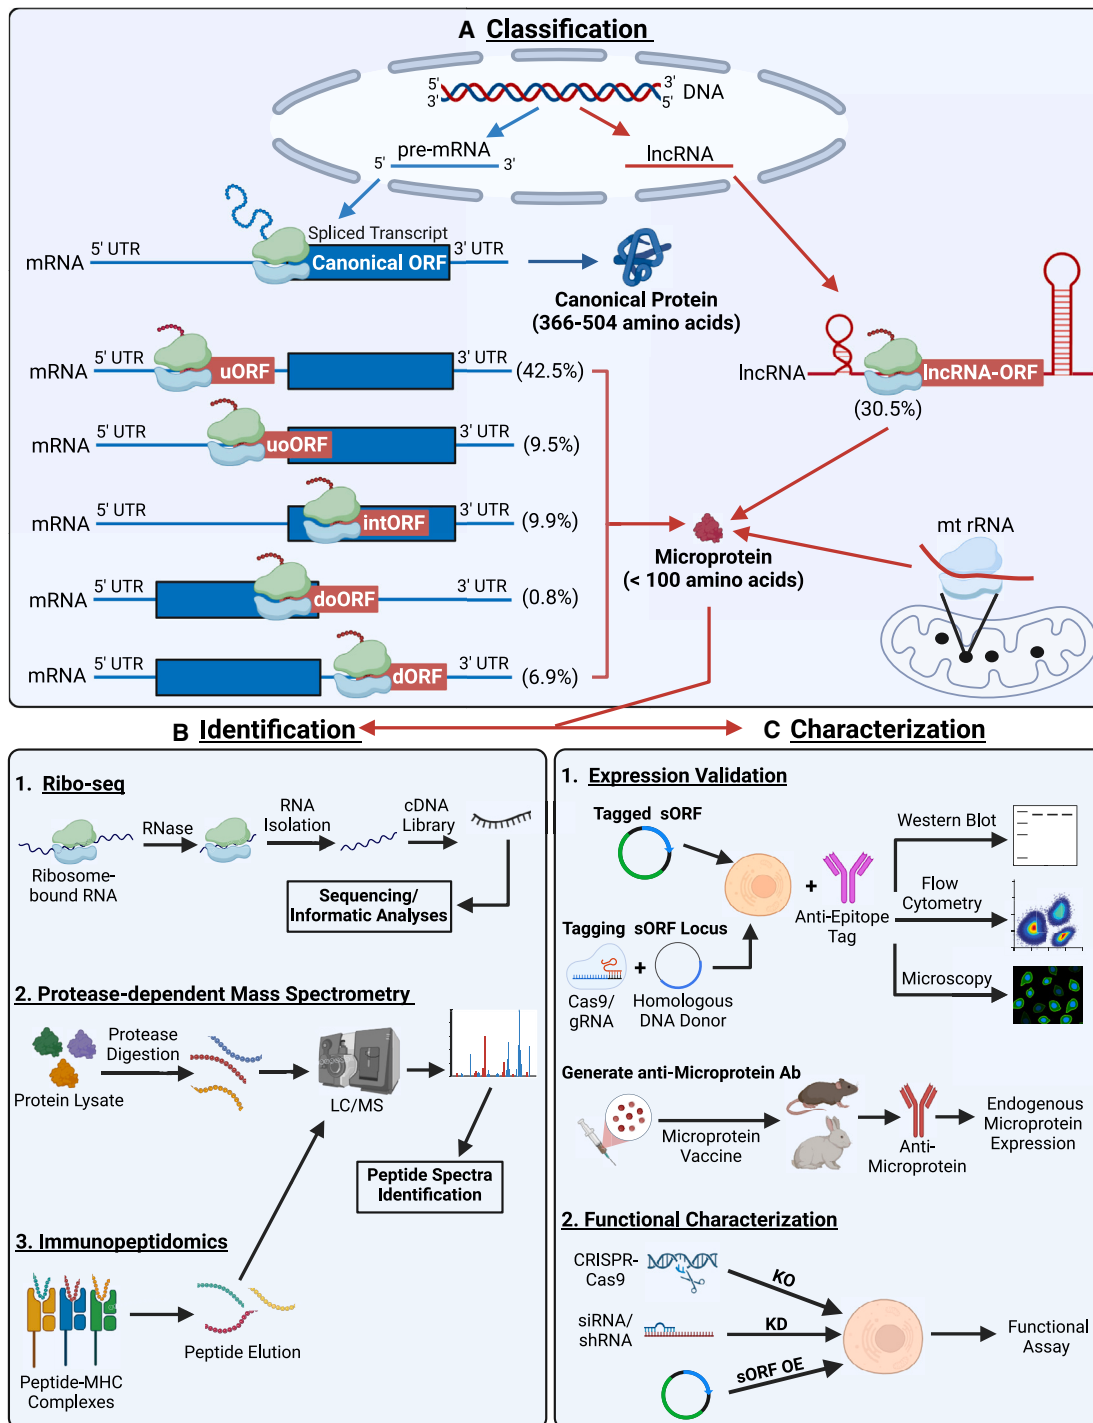 A Classification
5'
3'
3'
5'
DNA
pre-mRNA
5'
3'
lncRNA
Spliced Transcript
mRNA
5' UTR
Canonical ORF
3' UTR
Canonical Protein
(366-504 amino acids)
mRNA
5' UTR
uORF
3' UTR
(42.5%)
mRNA
5' UTR
uoORF
3' UTR
(9.5%)
mRNA
5' UTR
intORF
3' UTR
(9.9%)
mRNA
5' UTR
doORF
3' UTR
(0.8%)
mRNA
5' UTR
dORF
3' UTR
(6.9%)
lncRNA
lncRNA-ORF
(30.5%)
Microprotein
(< 100 amino acids)
mt rRNA
B Identification
1. Ribo-seq
Ribosome-
bound RNA
RNase
RNA
Isolation
cDNA
Library
Sequencing/
Informatic Analyses
2. Protease-dependent Mass Spectrometry
Protein Lysate
Protease
Digestion
LC/MS
Peptide Spectra
Identification
3. Immunopeptidomics
Peptide-MHC
Complexes
Peptide Elution
C Characterization
1. Expression Validation
Tagged sORF
Tagging sORF Locus
Cas9/
gRNA
+
Homologous
DNA Donor
+
Anti-Epitope
Tag
Western Blot
Flow
Cytometry
Microscopy
Generate anti-Microprotein Ab
Microprotein
Vaccine
Anti-
Microprotein
Endogenous
Microprotein
Expression
2. Functional Characterization
CRISPR-
Cas9
KO
siRNA/
shRNA
KD
sORF OE
Functional
Assay